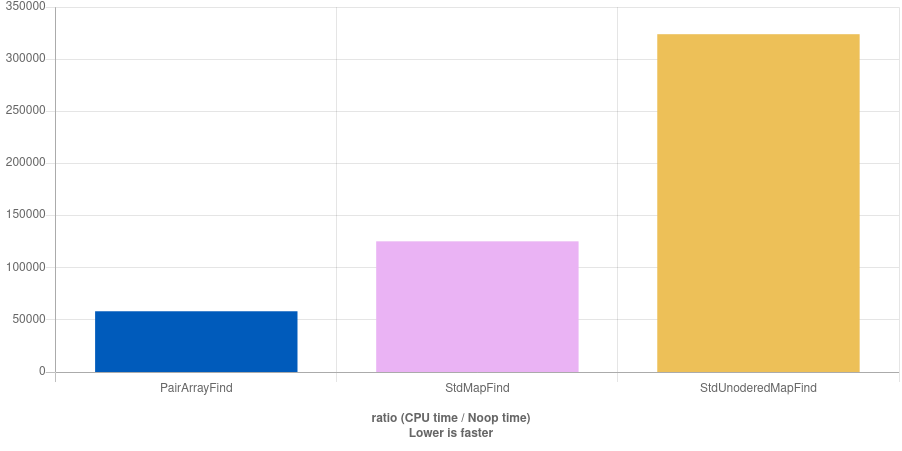 350000
300000
250000
200000
150000
100000
50000
0
PairArrayFind StdMapFind StdUnoderedMapFind
ratio (CPU time / Noop time)
Lower is faster